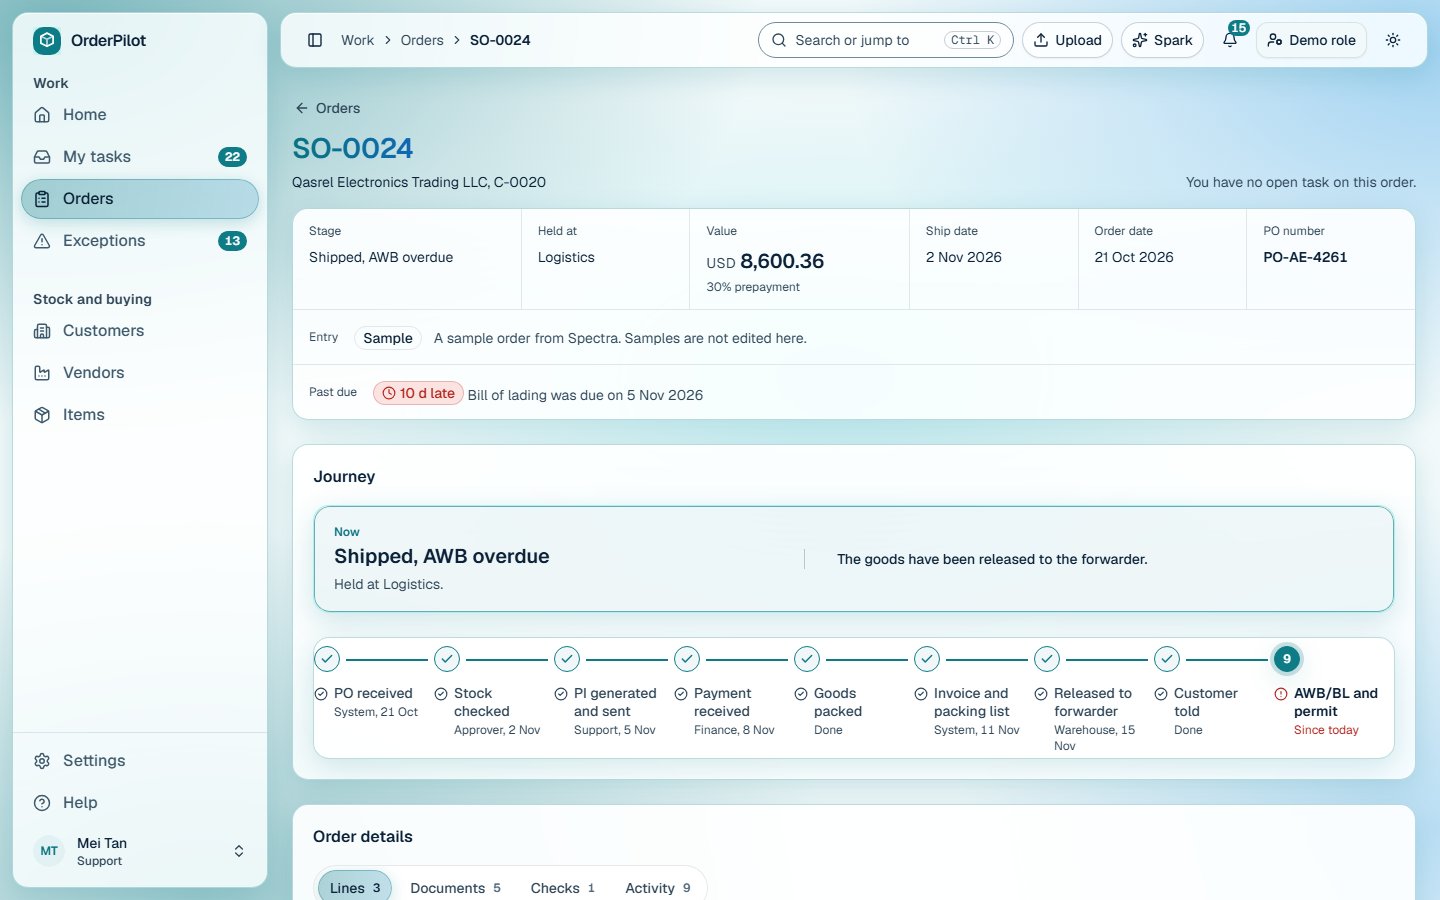 OrderPilot
Work
Home
My tasks 22
Orders
Exceptions 13
Stock and buying
Customers
Vendors
Items
Settings
Help
MT
Mei Tan
Support
Work > Orders > SO-0024
Search or jump to Ctrl K
Upload
Spark
15
Demo role
← Orders
SO-0024
Qasrel Electronics Trading LLC, C-0020
You have no open task on this order.
Stage
Shipped, AWB overdue
Held at
Logistics
Value
USD 8,600.36
30% prepayment
Ship date
2 Nov 2026
Order date
21 Oct 2026
PO number
PO-AE-4261
Entry Sample A sample order from Spectra. Samples are not edited here.
Past due 10 d late Bill of lading was due on 5 Nov 2026
Journey
Now
Shipped, AWB overdue
Held at Logistics.
The goods have been released to the forwarder.
PO received
System, 21 Oct
Stock
checked
Approver, 2 Nov
PI generated
and sent
Support, 5 Nov
Payment
received
Finance, 8 Nov
Goods
packed
Done
Invoice and
packing list
System, 11 Nov
Released to
forwarder
Warehouse, 15
Nov
Customer
told
Done
9
AWB/BL and
permit
Since today
Order details
Lines 3
Documents 5
Checks 1
Activity 9